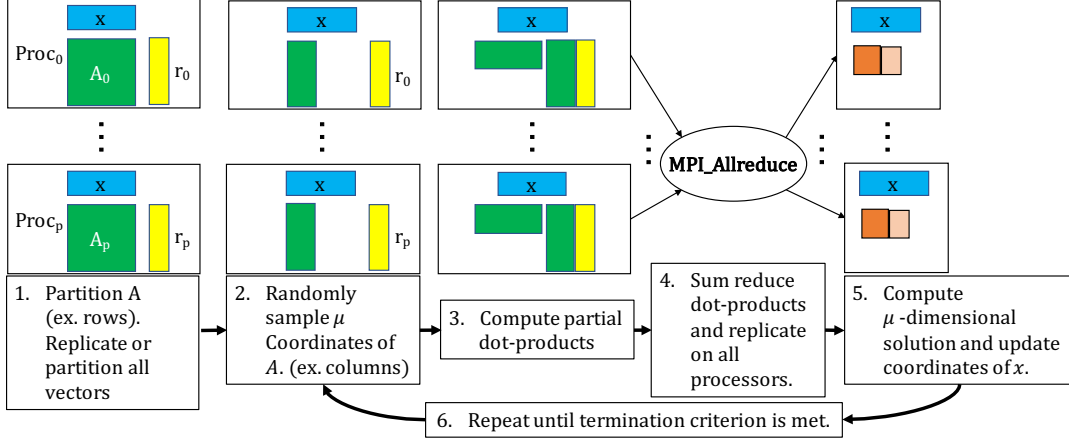 x
Proc0
A0
r0
x
r0
x
x
MPI_Allreduce
x
Procp
Ap
rp
x
rp
x
x
1. Partition A
(ex. rows).
Replicate or
partition all
vectors
2. Randomly
sample μ
Coordinates of
A. (ex. columns)
3. Compute partial
dot-products
4. Sum reduce
dot-products
and replicate
on all
processors.
5. Compute
μ -dimensional
solution and update
coordinates of x.
6. Repeat until termination criterion is met.